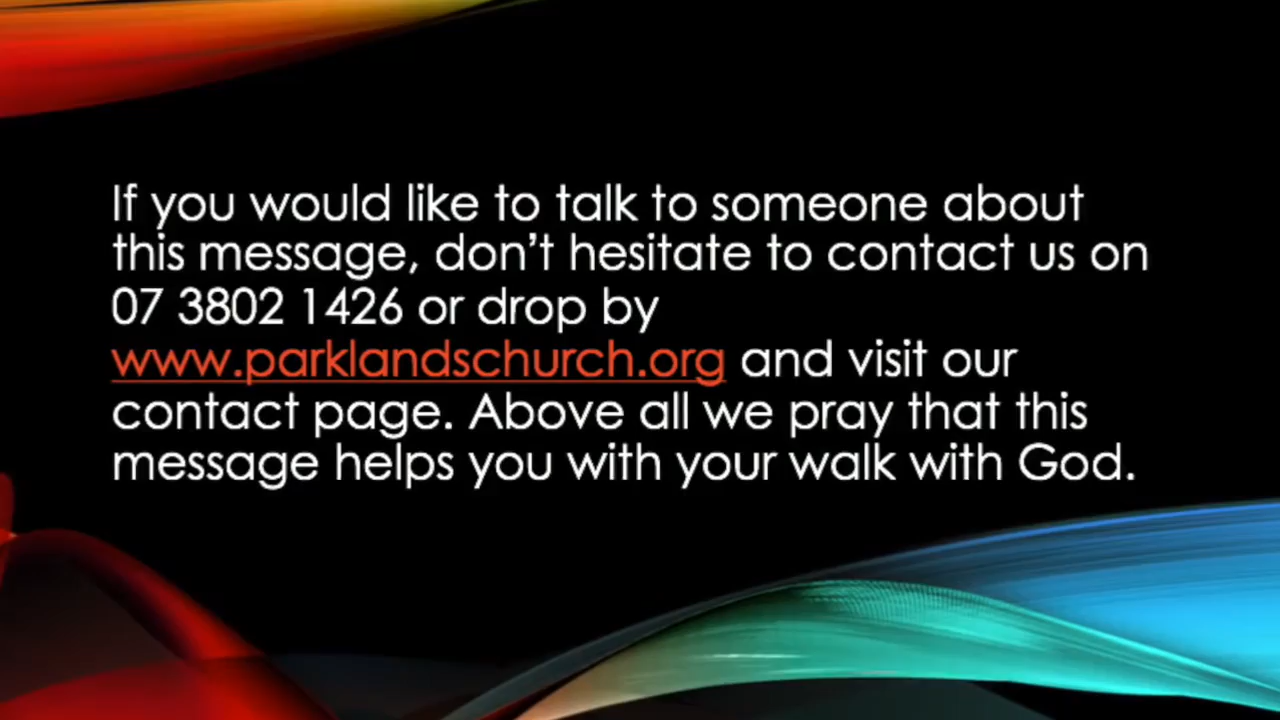 If you would like to talk to someone about
this message, don’t hesitate to contact us on
07 3802 1426 or drop by
www.parklandschurch.org and visit our
contact page. Above all we pray that this
message helps you with your walk with God.